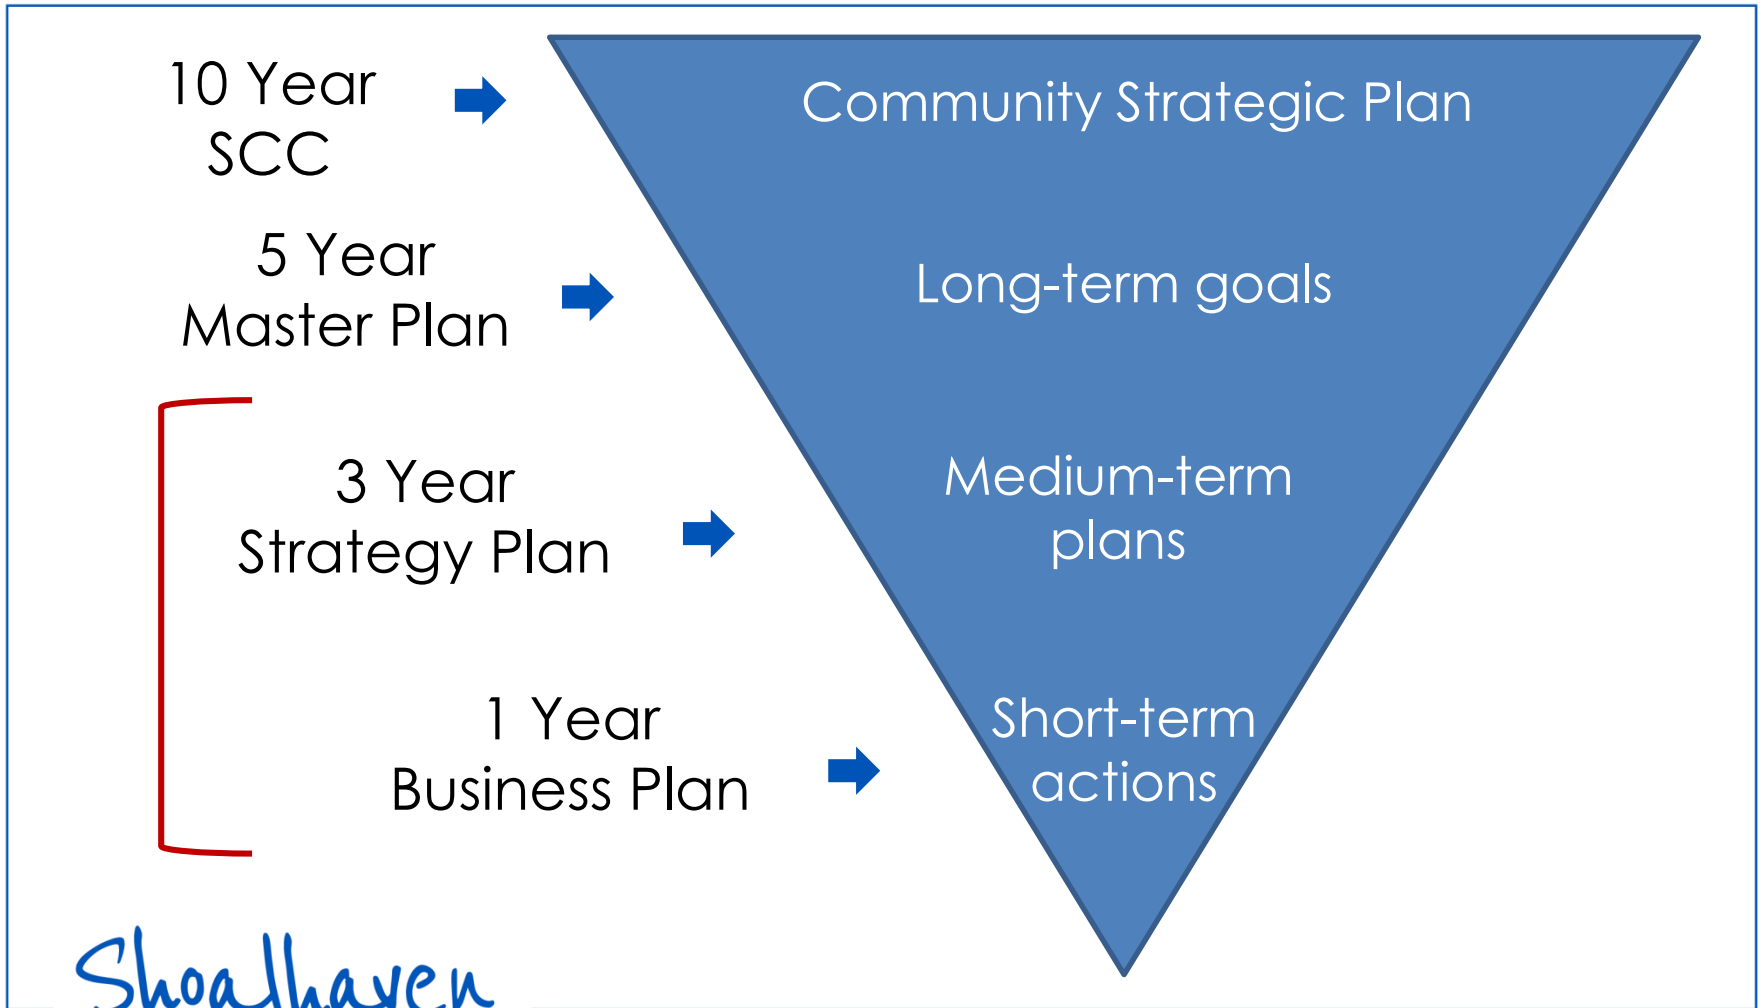 10 Year
SCC
Community Strategic Plan
5 Year
Master Plan
Long-term goals
3 Year
Strategy Plan
Medium-term
plans
1 Year
Business Plan
Short-term
actions
Shoalhaven